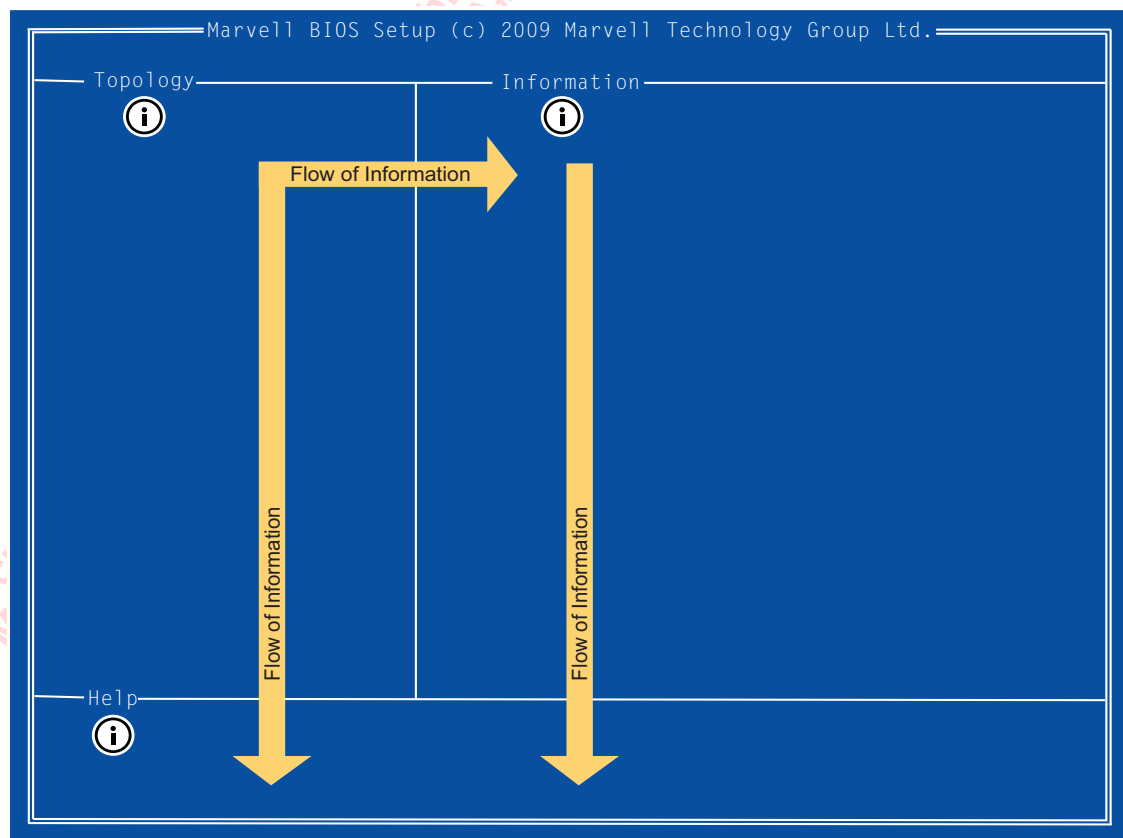 Marvell BIOS Setup (c) 2009 Marvell Technology Group Ltd.
Topology
Information
i
i
Flow of Information
Flow of Information
Flow of Information
Help
i